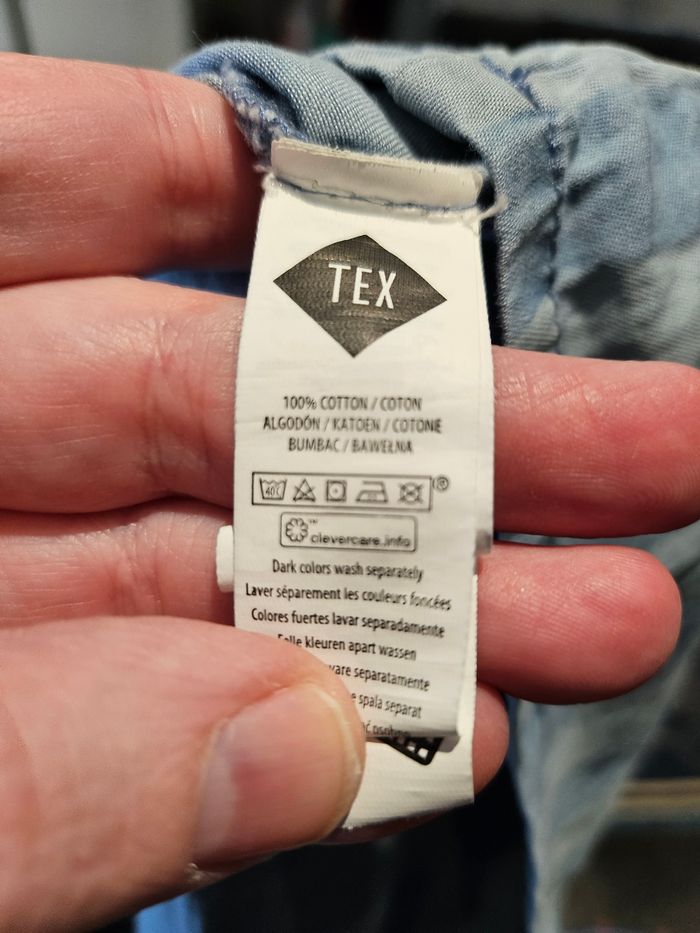 TEX
100% COTTON / COTON
ALGODÓN / KATOEN / COTONE
BUMBAC / BAWEŁNA
40°
®
™
clevercare.info
Dark colors wash separately
Laver séparement les couleurs foncées
Colores fuertes lavar separadamente
kleuren apart wassen
separatamente
spala separat